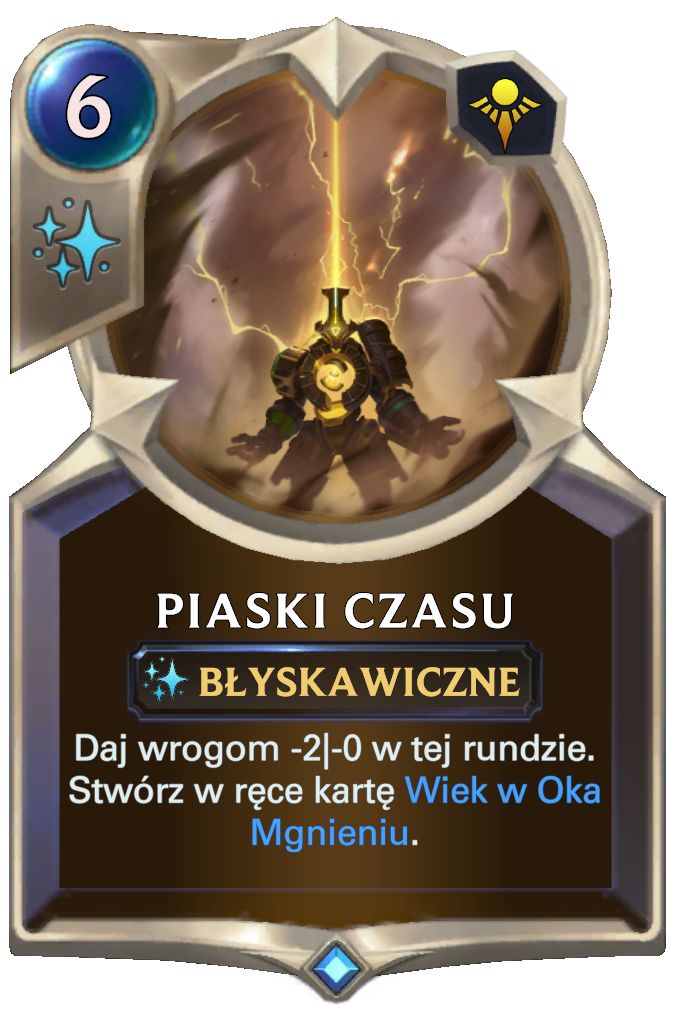 6
PIASKI CZASU
BŁYSKAWICZNE
Daj wrogom -2|-0 w tej rundzie.
Stwórz w ręce kartę Wiek w Oka
Mgnieniu.